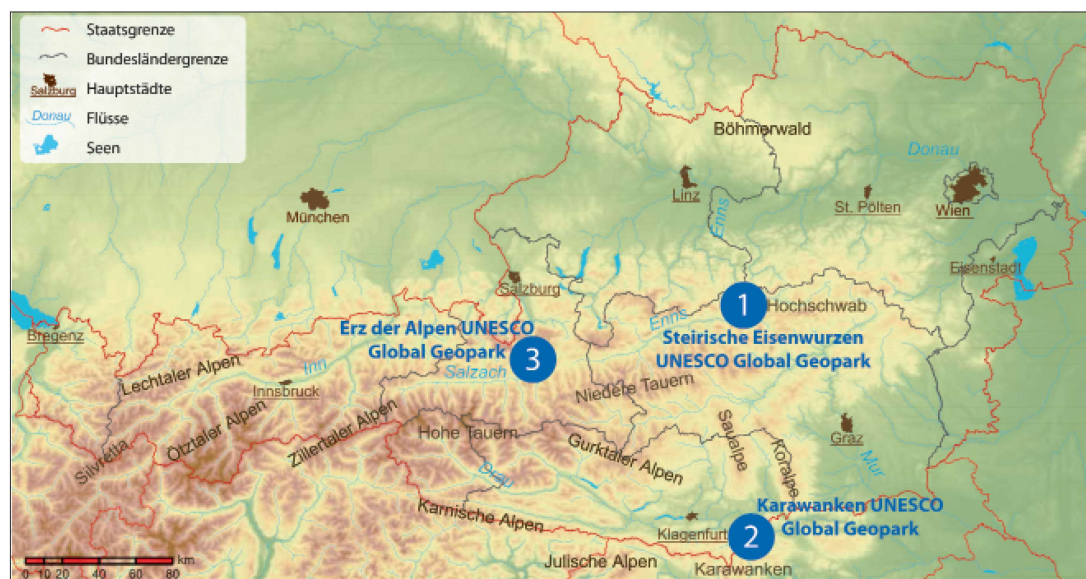 Staatsgrenze
Bundesländergrenze
Salzburg
Hauptstädte
Donau
Flüsse
Seen
Böhmerwald
Donau
Linz
Enns
St. Pölten
Wien
München
Eisenstadt
Salzburg
Bregenz
Enns
1
Hochschwab
Erz der Alpen UNESCO
Global Geopark
3
Steirische Eisenwurzen
UNESCO Global Geopark
Lechtaler Alpen
Inn
Salzach
Innsbruck
Niedere Tauern
Silvretta
Ötztaler Alpen
Zillertaler Alpen
Hohe Tauern
Gurktaler Alpen
Saualpe
Koralpe
Graz
Mur
Drau
Karnische Alpen
Karawanken UNESCO
Global Geopark
Klagenfurt
2
Julische Alpen
Karawanken
km
0 10 20 40 60 80